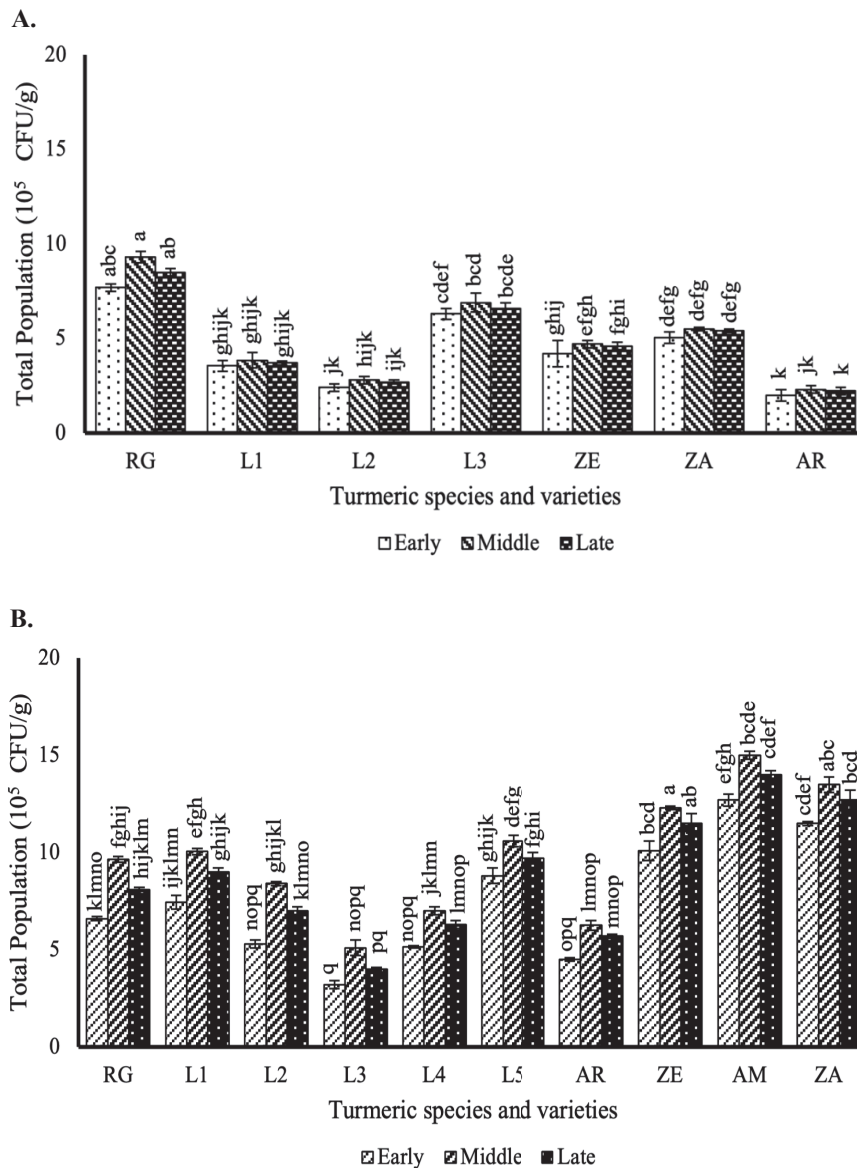 A.
Total Population (10⁵ CFU/g)
20
15
10
5
0
abc a ab
ghijk ghijk ghijk
jk hijk ijk
cdef bcd bcde
ghij efgh fghi
defg defg defg
k jk k
RG L1 L2 L3 ZE ZA AR
Turmeric species and varieties
Early Middle Late
B.
Total Population (10⁵ CFU/g)
20
15
10
5
0
klmno fghij hijklm
ijklmn efgh ghijk
nopq ghijkl klmno
q nopq pq
nopq jklmn lmnop
ghijk defg fghi
opq lmnop mnop
bcd a ab
efgh bcde cdef
cdef abc bcd
RG L1 L2 L3 L4 L5 AR ZE AM ZA
Turmeric species and varieties
Early Middle Late